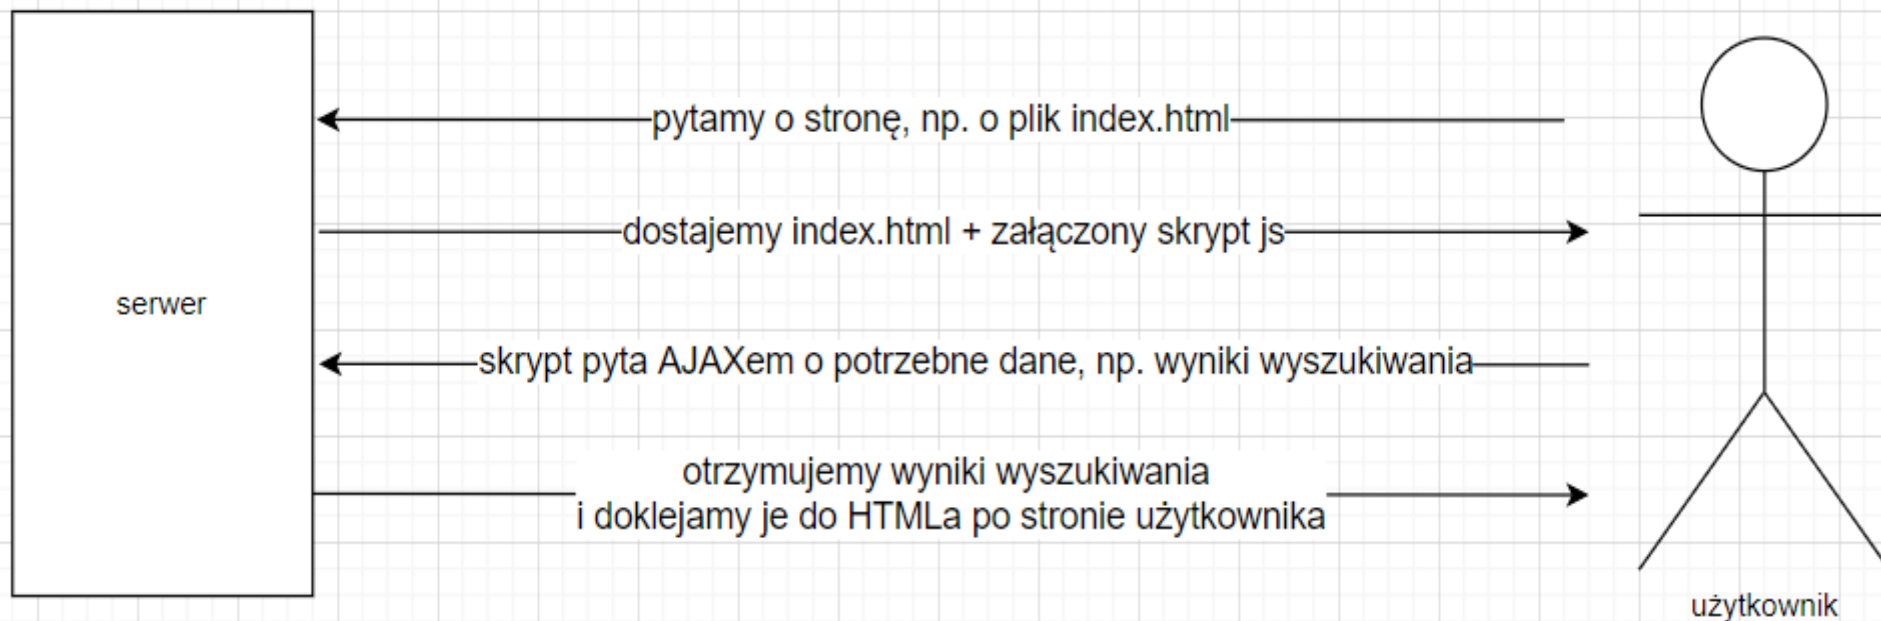 pytamy o stronę, np. o plik index.html
dostajemy index.html + załączony skrypt js
serwer
skrypt pyta AJAXem o potrzebne dane, np. wyniki wyszukiwania
otrzymujemy wyniki wyszukiwania
i doklejamy je do HTMLa po stronie użytkownika
użytkownik